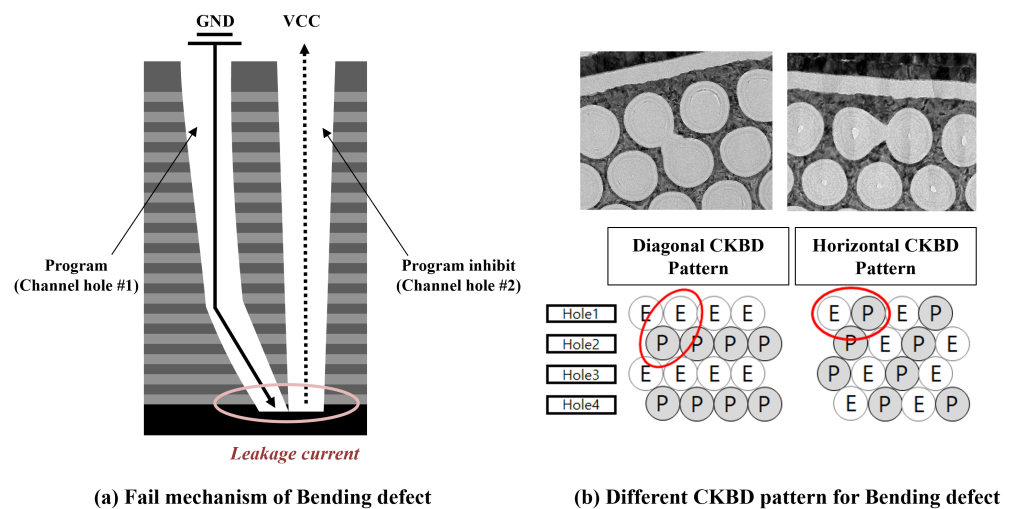 GND
VCC
Program
(Channel hole #1)
Program inhibit
(Channel hole #2)
Leakage current
(a) Fail mechanism of Bending defect
Diagonal CKBD
Pattern
Horizontal CKBD
Pattern
Hole1 E E E E
Hole2 P P P P
Hole3 E E E E
Hole4 P P P P
E P E P
P E P E
P E P E
E P E P
(b) Different CKBD pattern for Bending defect